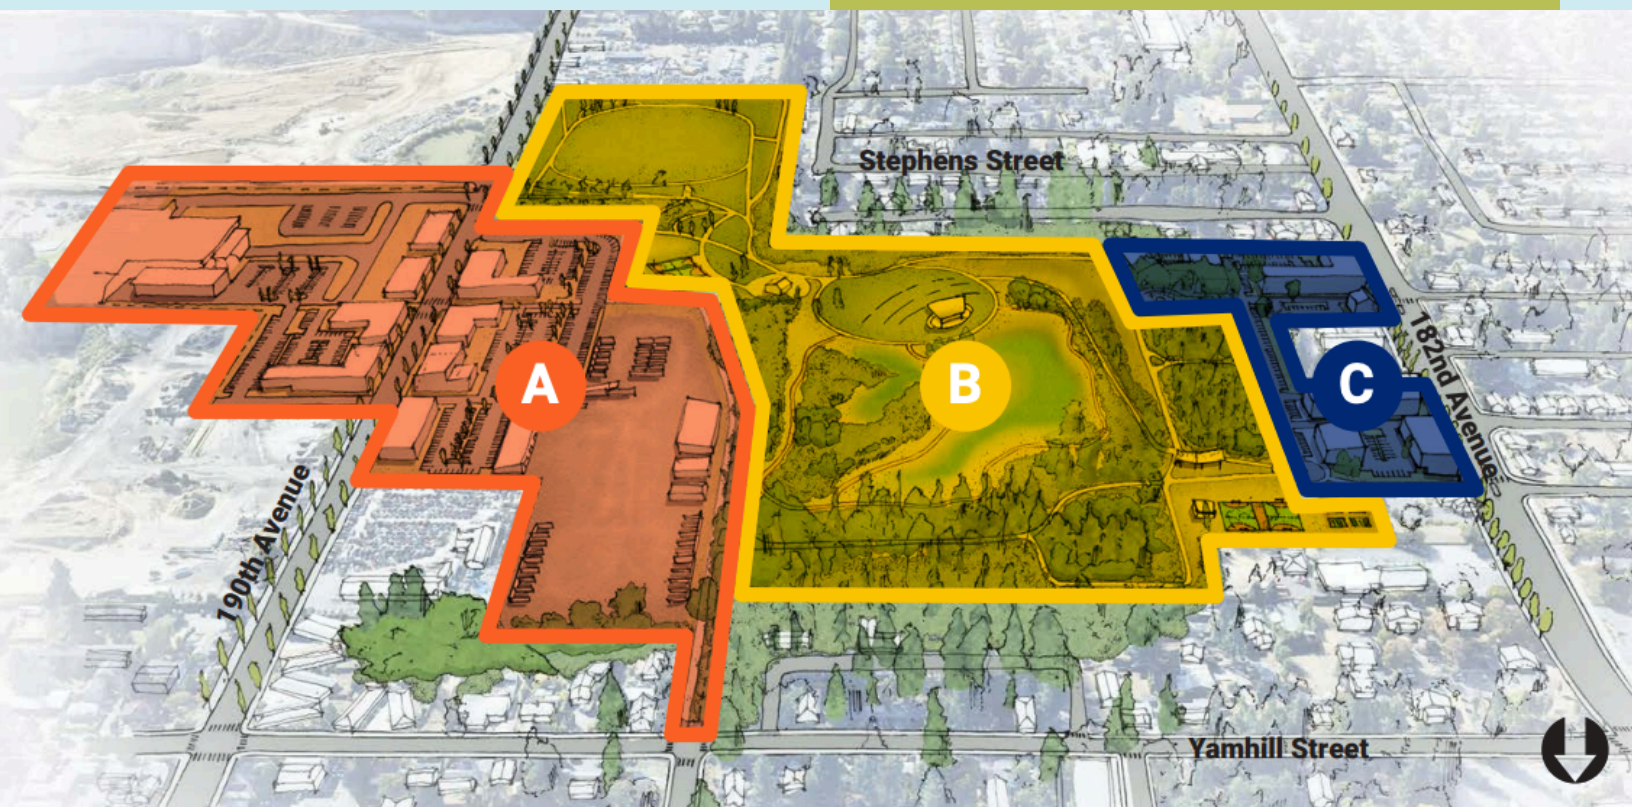 Stephens Street
A
B
C
182nd Avenue
190th Avenue
Yamhill Street